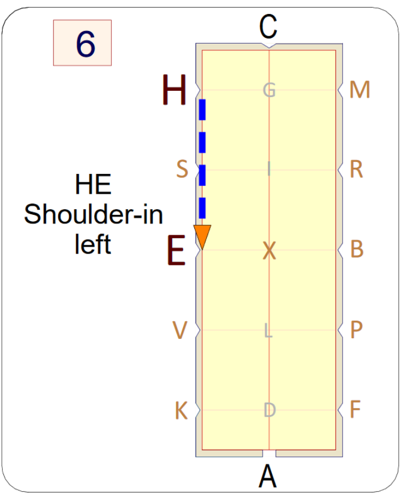 6
C
H G M
S I R
HE
Shoulder-in
left
E X B
V L P
K D F
A